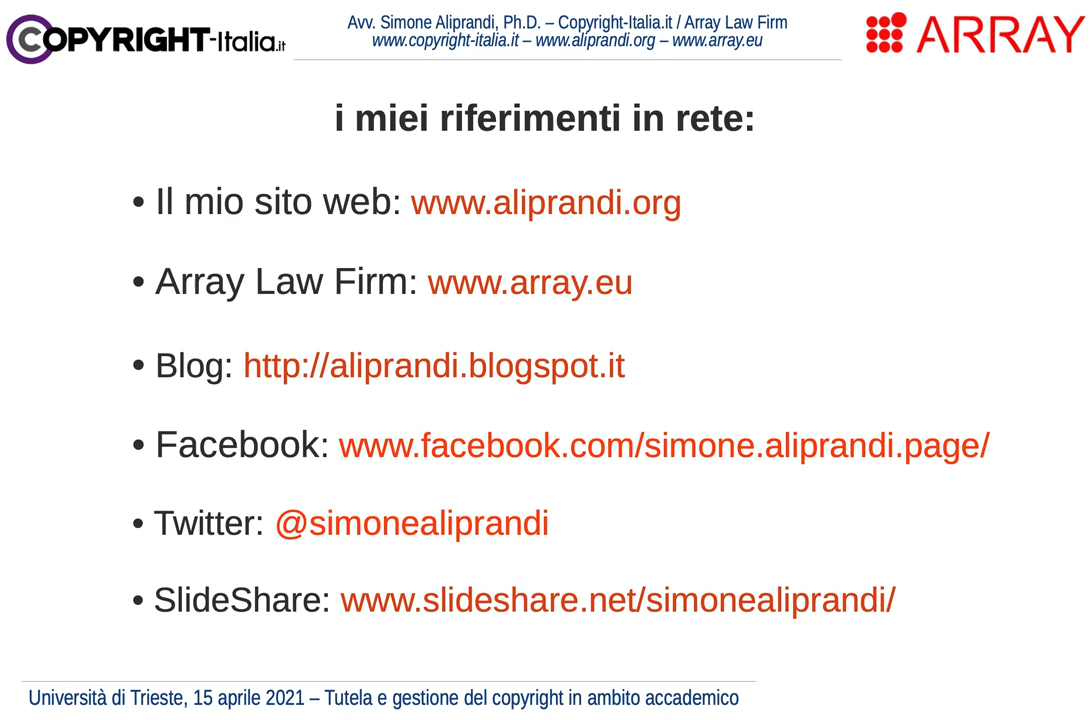 COPYRIGHT-Italia.it
Avv. Simone Aliprandi, Ph.D. – Copyright-Italia.it / Array Law Firm
www.copyright-italia.it – www.aliprandi.org – www.array.eu
ARRAY
i miei riferimenti in rete:
• Il mio sito web: www.aliprandi.org
• Array Law Firm: www.array.eu
• Blog: http://aliprandi.blogspot.it
• Facebook: www.facebook.com/simone.aliprandi.page/
• Twitter: @simonealiprandi
• SlideShare: www.slideshare.net/simonealiprandi/
Università di Trieste, 15 aprile 2021 – Tutela e gestione del copyright in ambito accademico